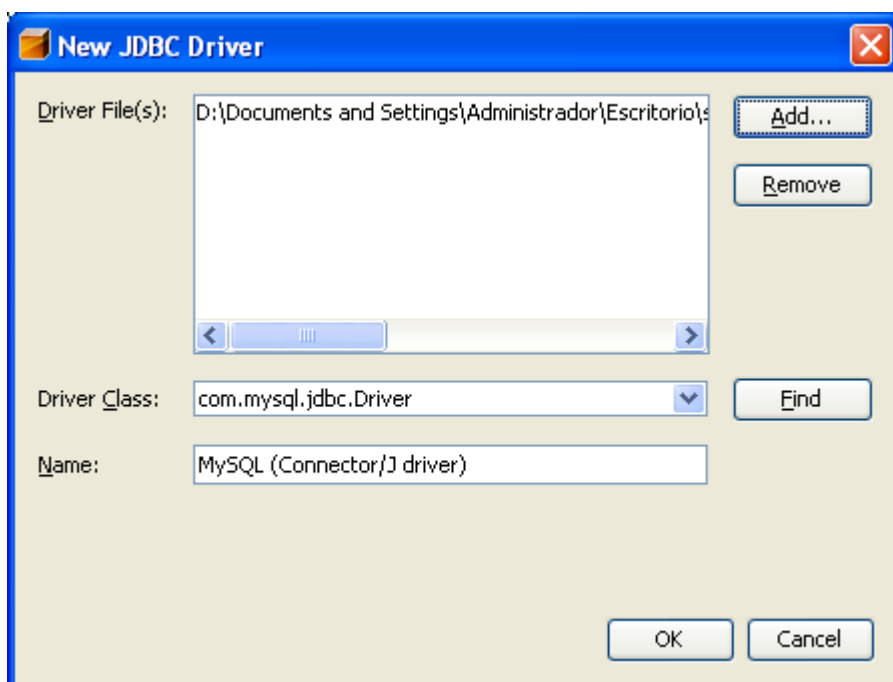 New JDBC Driver
Driver File(s):
D:\Documents and Settings\Administrador\Escritorio\s
Add...
Remove
Driver Class:
com.mysql.jdbc.Driver
Find
Name:
MySQL (Connector/J driver)
OK
Cancel